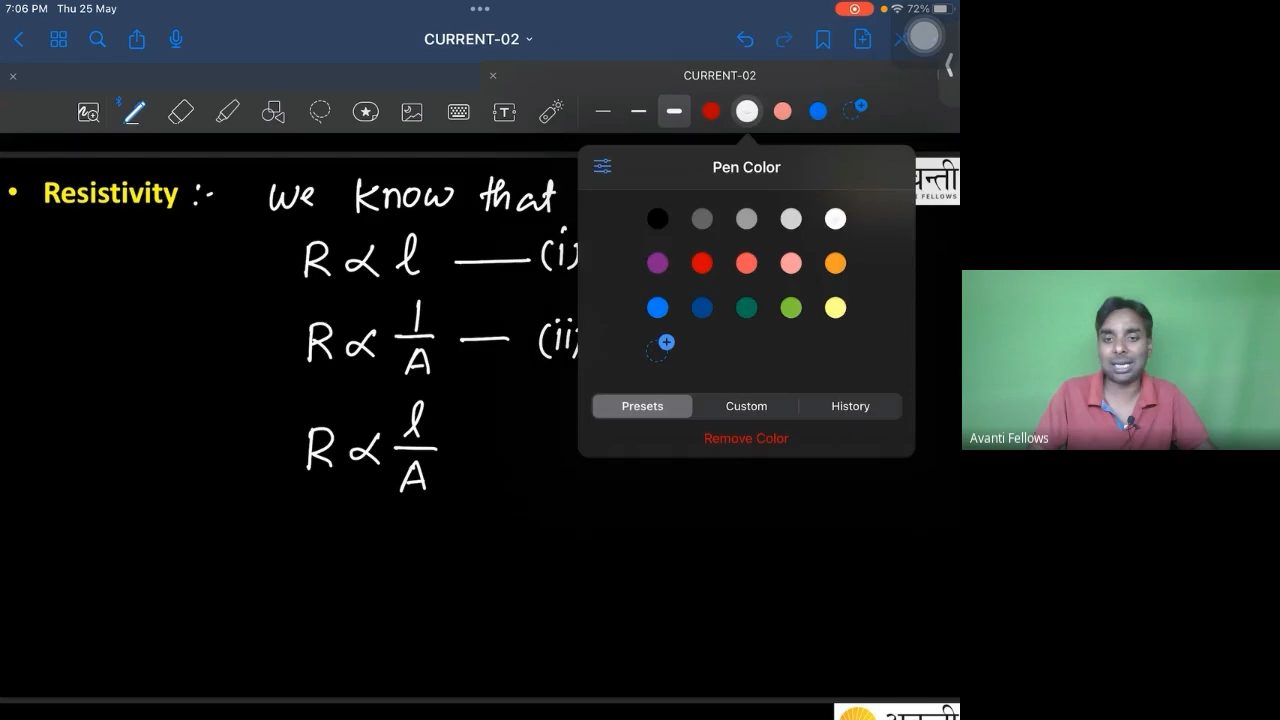 7:06 PM Thu 25 May
72%
CURRENT-02
CURRENT-02
Pen Color
• Resistivity :- We know that
R ∝ l — (i)
R ∝ 1/A — (ii)
R ∝ l/A
Presets Custom History
Remove Color
FELLOWS
Avanti Fellows